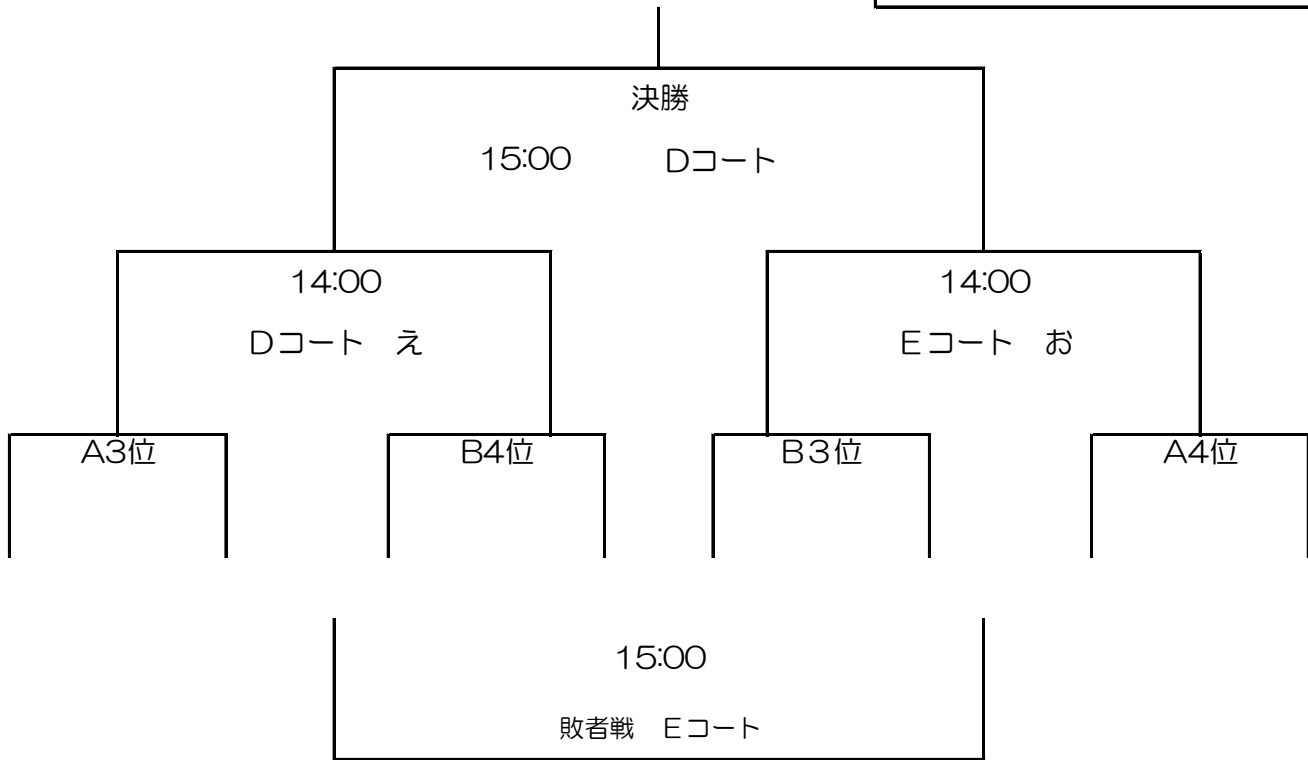 決勝
15:00　Dコート
14:00　14:00
Dコート　え　Eコート　お
A3位　B4位　B3位　A4位
15:00
敗者戦　Eコート